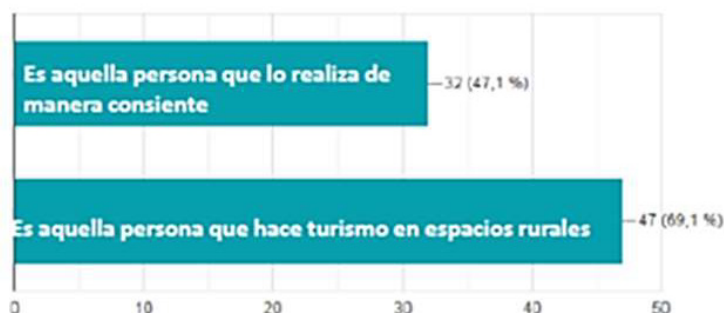 Es aquella persona que lo realiza de
manera consiente
32 (47,1 %)
Es aquella persona que hace turismo en espacios rurales
47 (69,1 %)
0 10 20 30 40 50